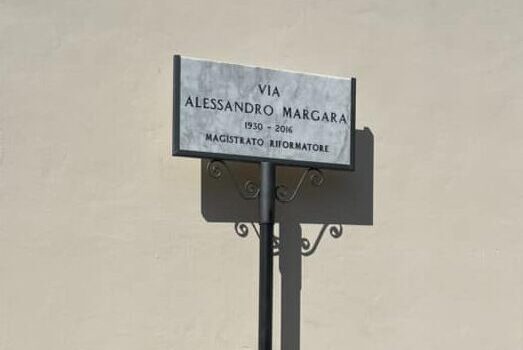 VIA
ALESSANDRO MARGARA
1930 - 2016
MAGISTRATO RIFORMATORE